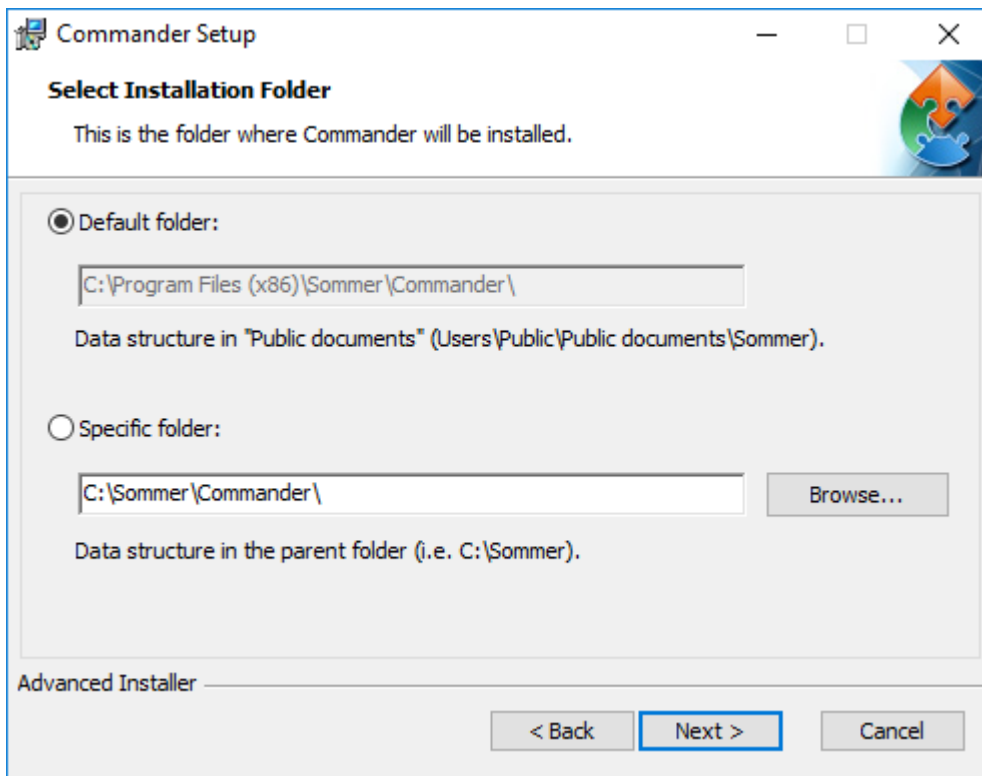 Commander Setup
Select Installation Folder
This is the folder where Commander will be installed.
Default folder:
C:\Program Files (x86)\Sommer\Commander\
Data structure in "Public documents" (Users\Public\Public documents\Sommer).
Specific folder:
C:\Sommer\Commander\
Browse...
Data structure in the parent folder (i.e. C:\Sommer).
Advanced Installer
< Back
Next >
Cancel